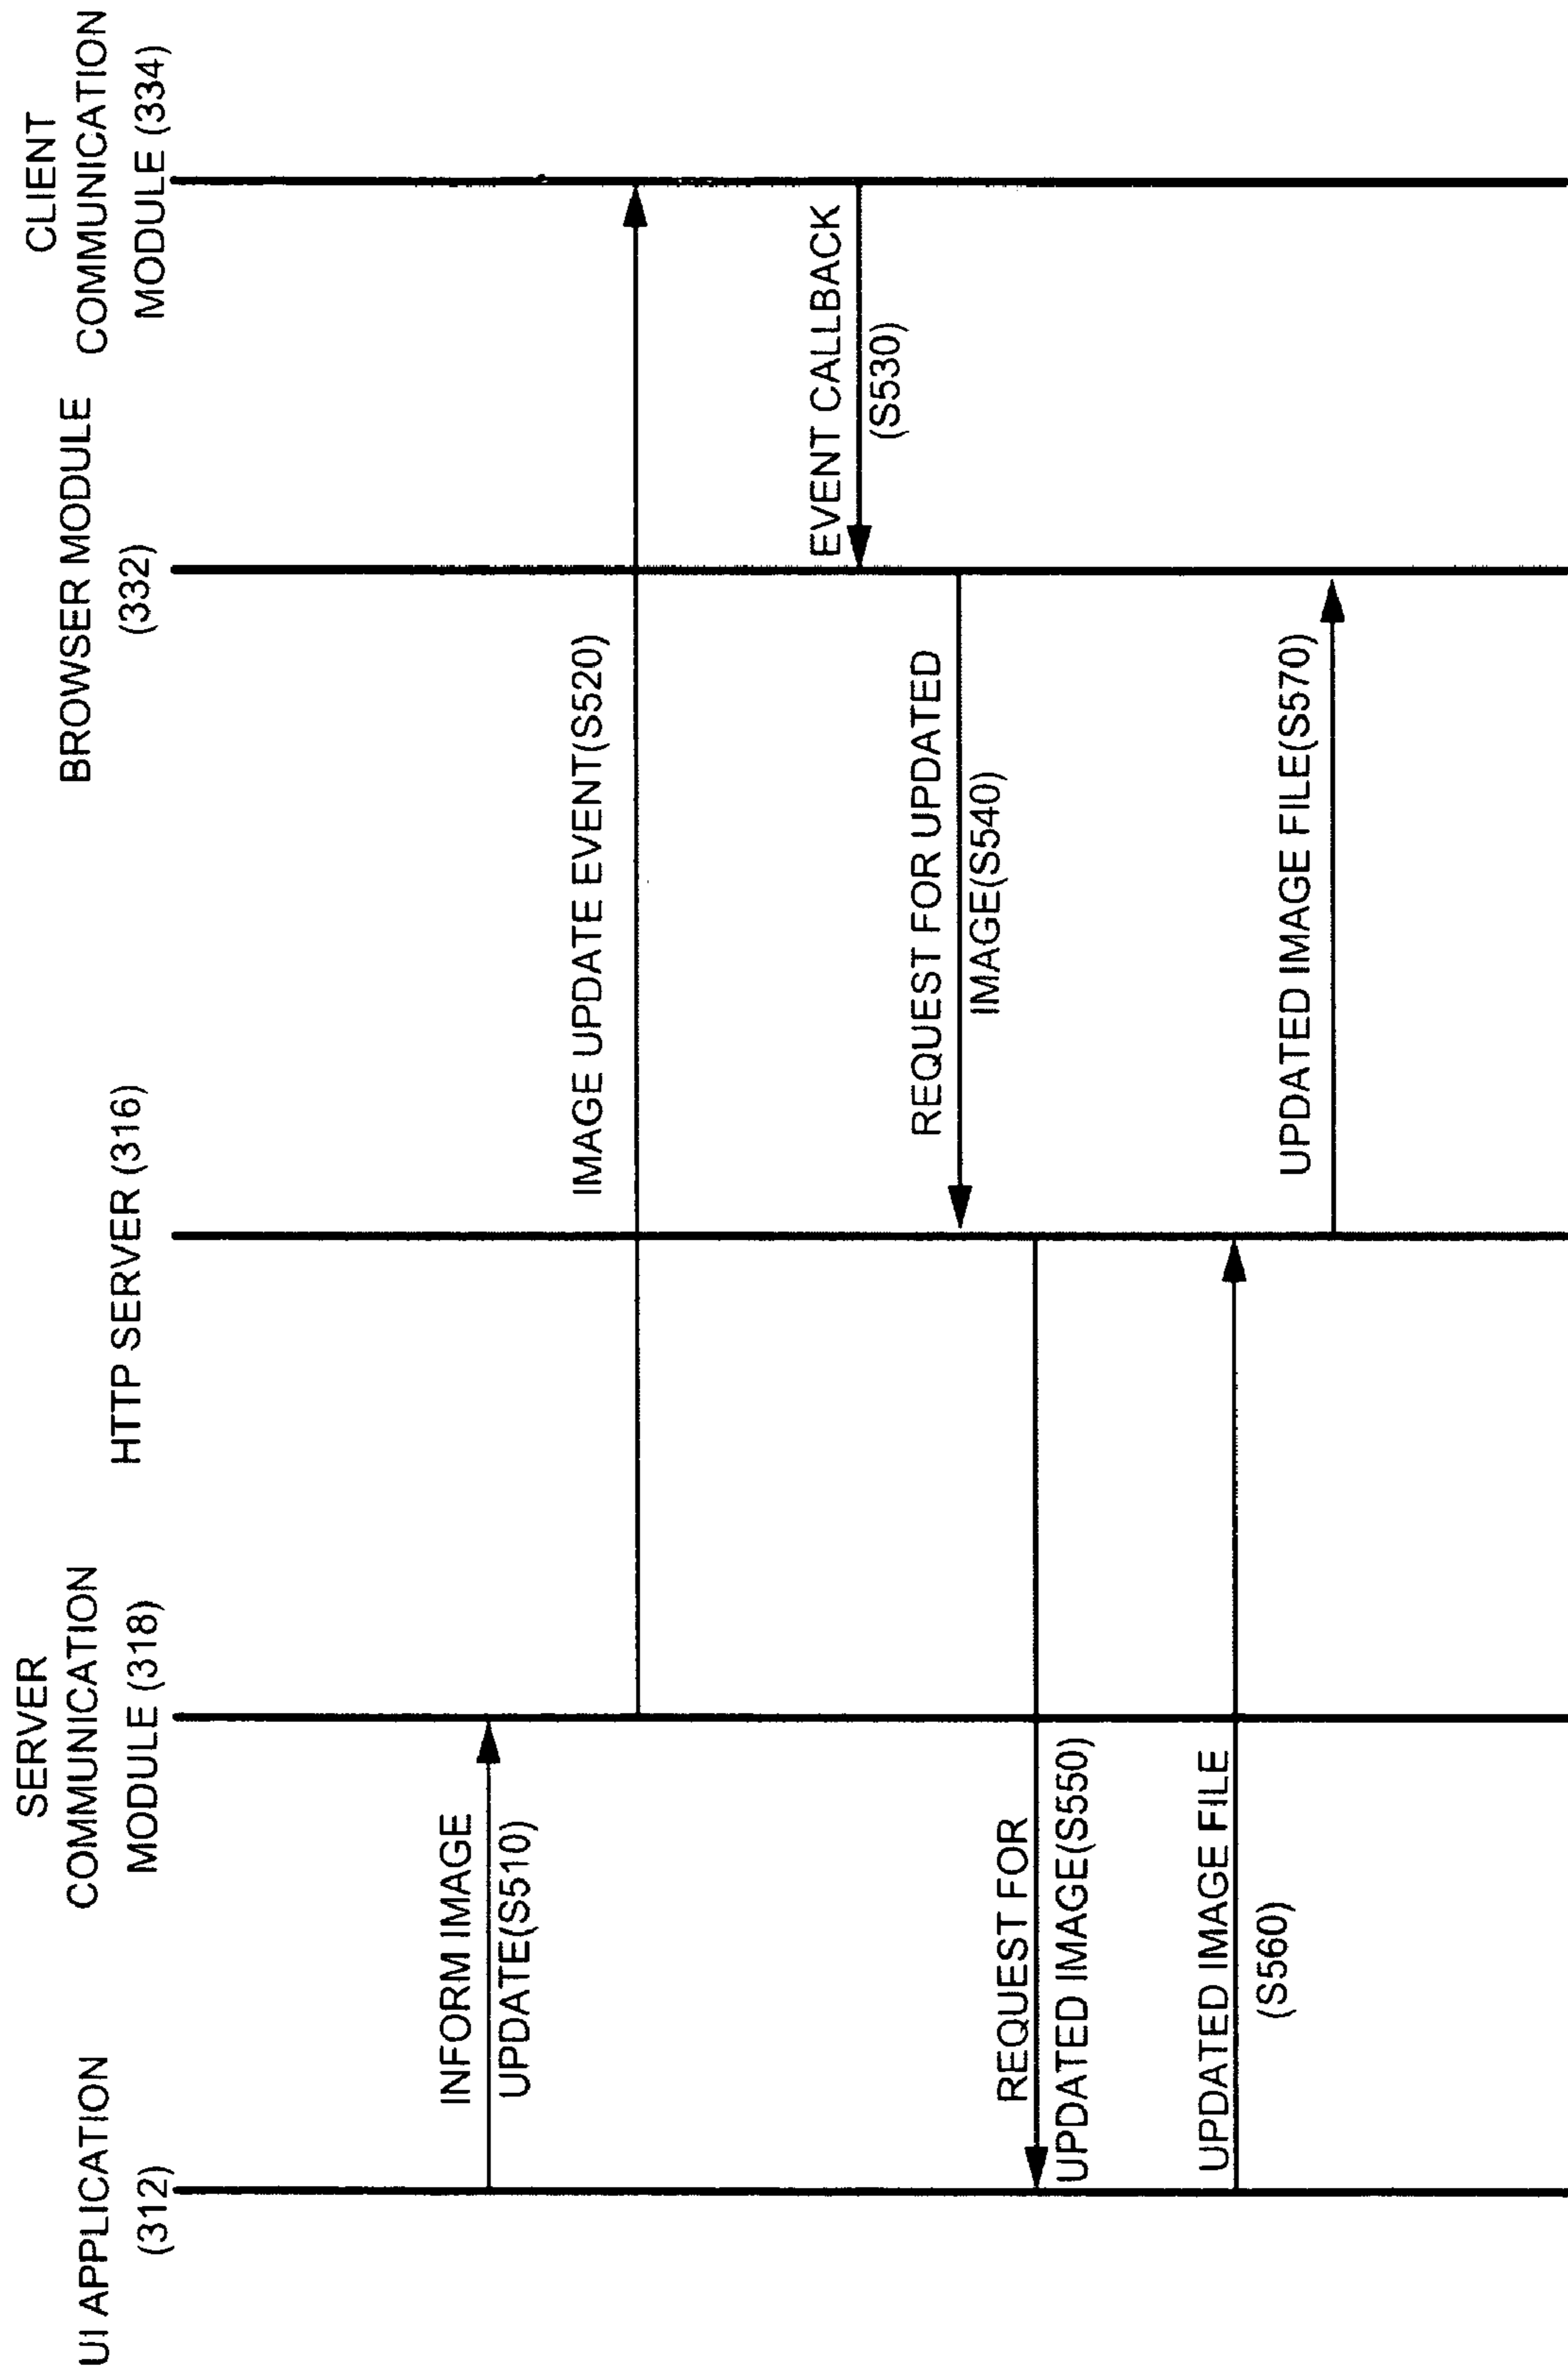 UI APPLICATION
(312)
SERVER
COMMUNICATION
MODULE (318)
HTTP SERVER (316)
BROWSER MODULE
(332)
CLIENT
COMMUNICATION
MODULE (334)
INFORM IMAGE
UPDATE(S510)
IMAGE UPDATE EVENT(S520)
EVENT CALLBACK
(S530)
REQUEST FOR UPDATED
IMAGE(S540)
REQUEST FOR
UPDATED IMAGE(S550)
UPDATED IMAGE FILE
(S560)
UPDATED IMAGE FILE(S570)